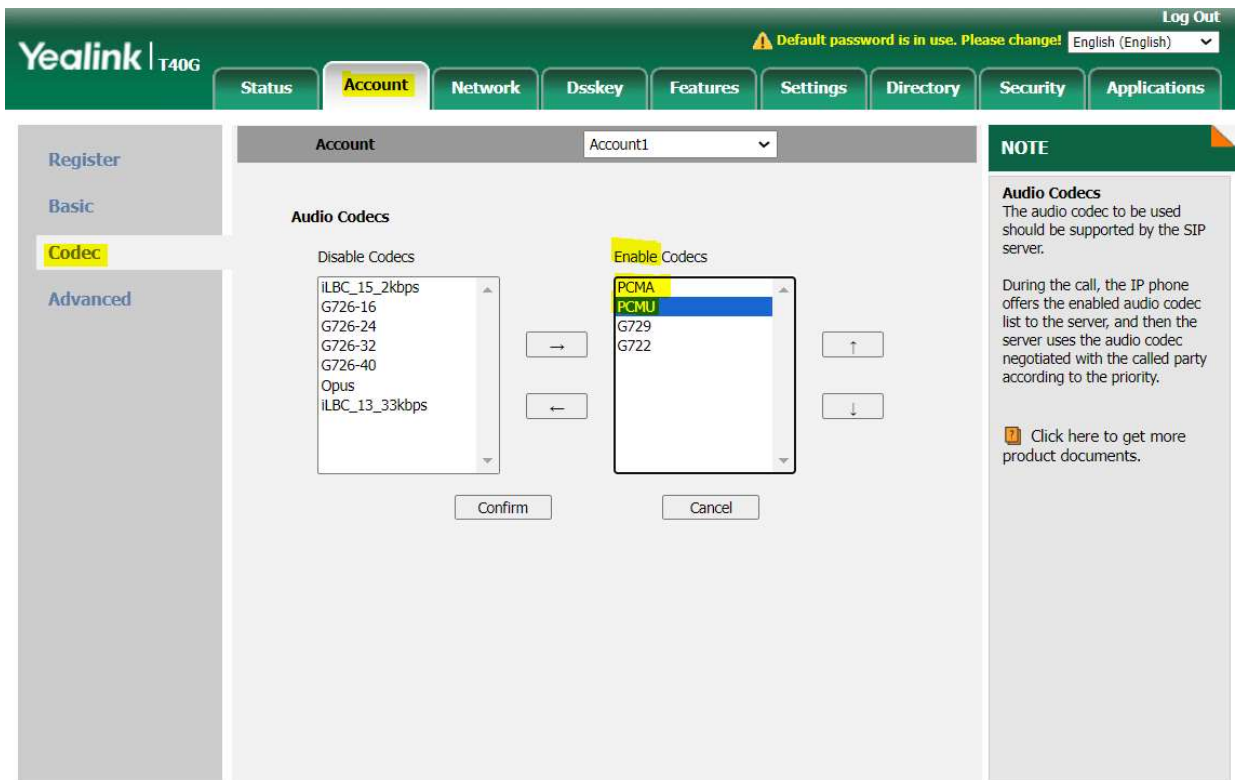 Log Out
Yealink | T40G
Default password is in use. Please change! English (English)
Status Account Network Dsskey Features Settings Directory Security Applications
Register
Basic
Codec
Advanced
Account Account1
Audio Codecs
Disable Codecs
iLBC_15_2kbps
G726-16
G726-24
G726-32
G726-40
Opus
iLBC_13_33kbps
→
←
Enable Codecs
PCMA
PCMU
G729
G722
↑
↓
Confirm Cancel
NOTE
Audio Codecs
The audio codec to be used
should be supported by the SIP
server.
During the call, the IP phone
offers the enabled audio codec
list to the server, and then the
server uses the audio codec
negotiated with the called party
according to the priority.
Click here to get more
product documents.